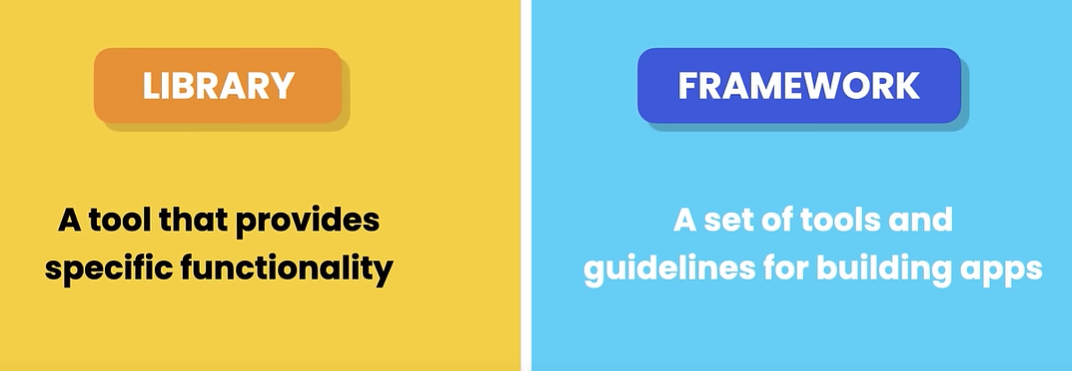 LIBRARY
A tool that provides
specific functionality
FRAMEWORK
A set of tools and
guidelines for building apps